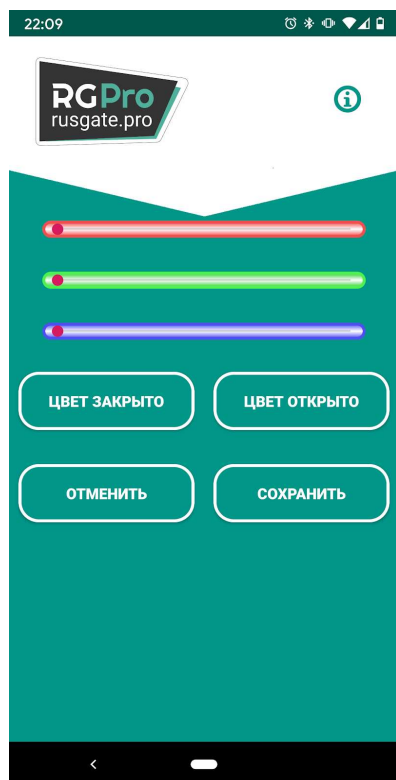 22:09
RGPro
rusgate.pro
ЦВЕТ ЗАКРЫТО
ЦВЕТ ОТКРЫТО
ОТМЕНИТЬ
СОХРАНИТЬ